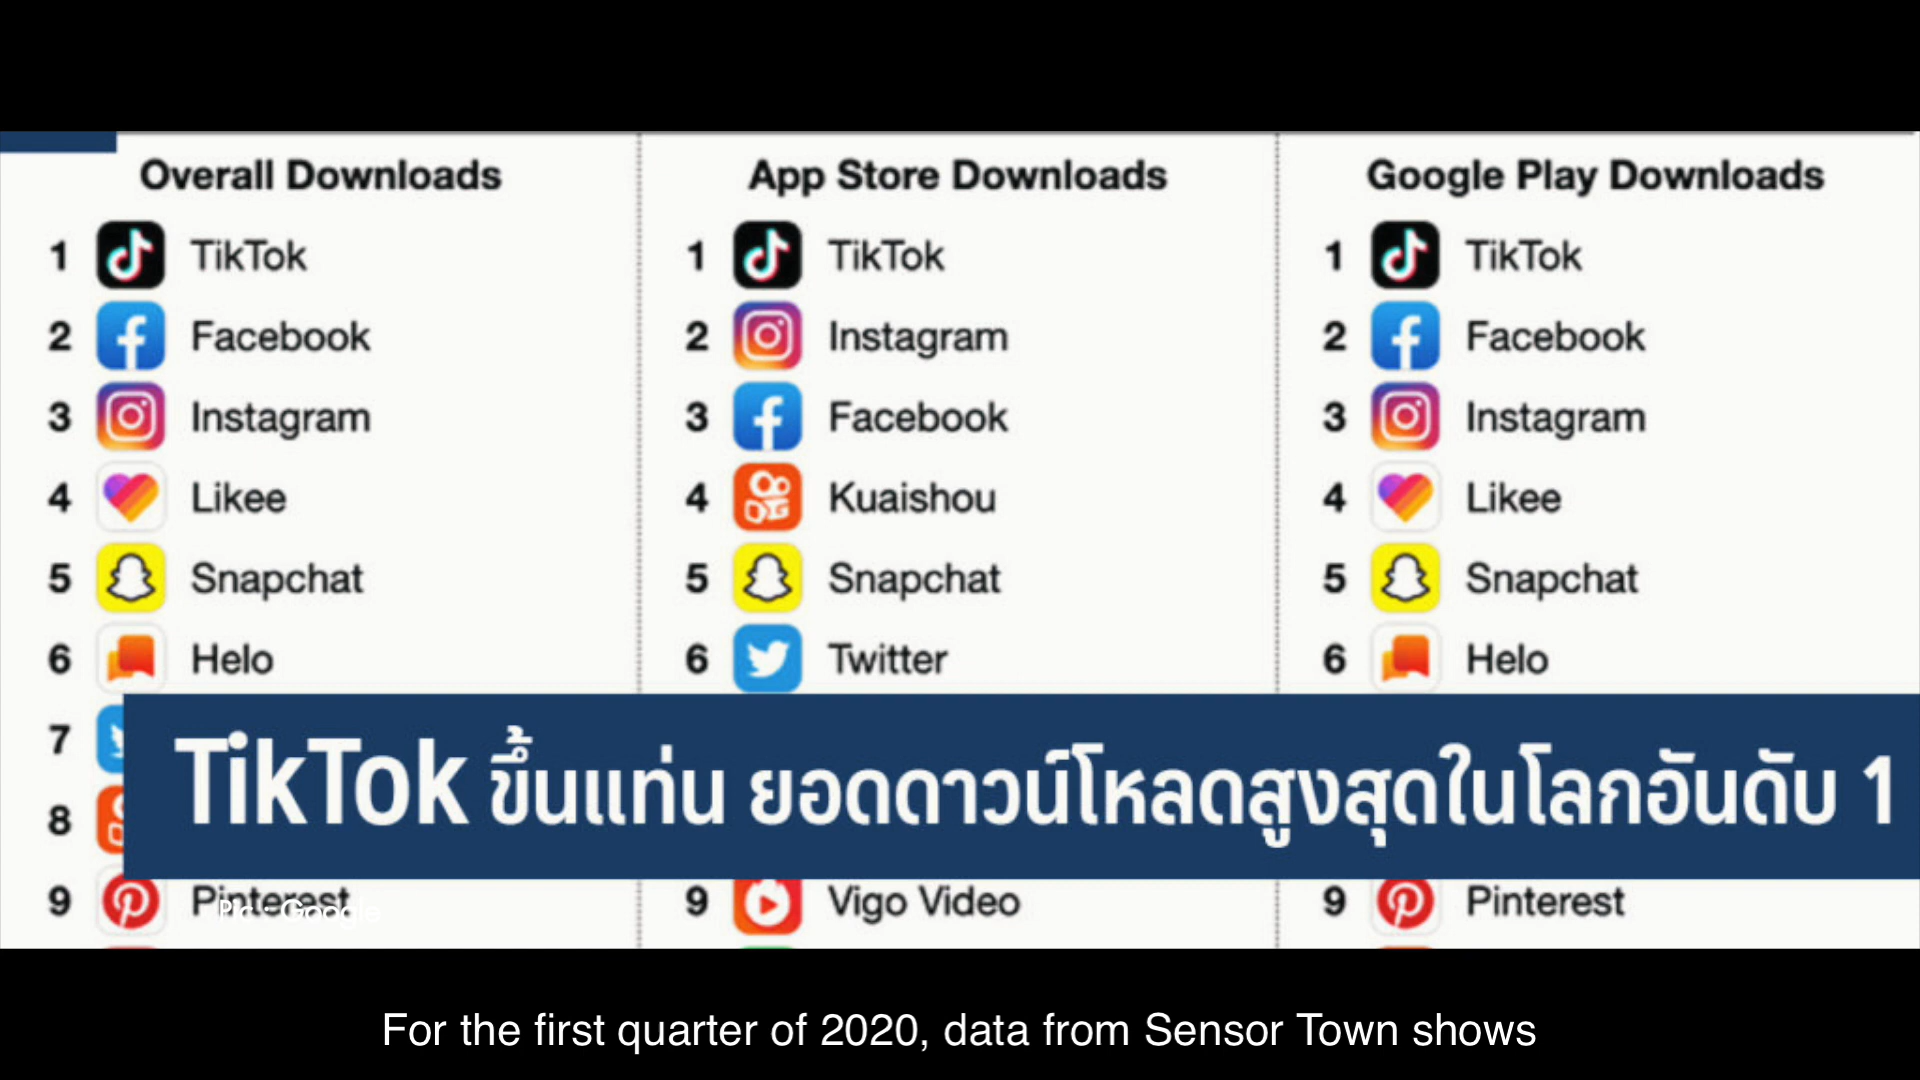 Overall Downloads
1 TikTok
2 Facebook
3 Instagram
4 Likee
5 Snapchat
6 Helo
7
8
9 Pinterest
Pic : Google
App Store Downloads
1 TikTok
2 Instagram
3 Facebook
4 Kuaishou
5 Snapchat
6 Twitter
9 Vigo Video
Google Play Downloads
1 TikTok
2 Facebook
3 Instagram
4 Likee
5 Snapchat
6 Helo
9 Pinterest
TikTok ขึ้นแท่น ยอดดาวน์โหลดสูงสุดในโลกอันดับ 1
For the first quarter of 2020, data from Sensor Town shows